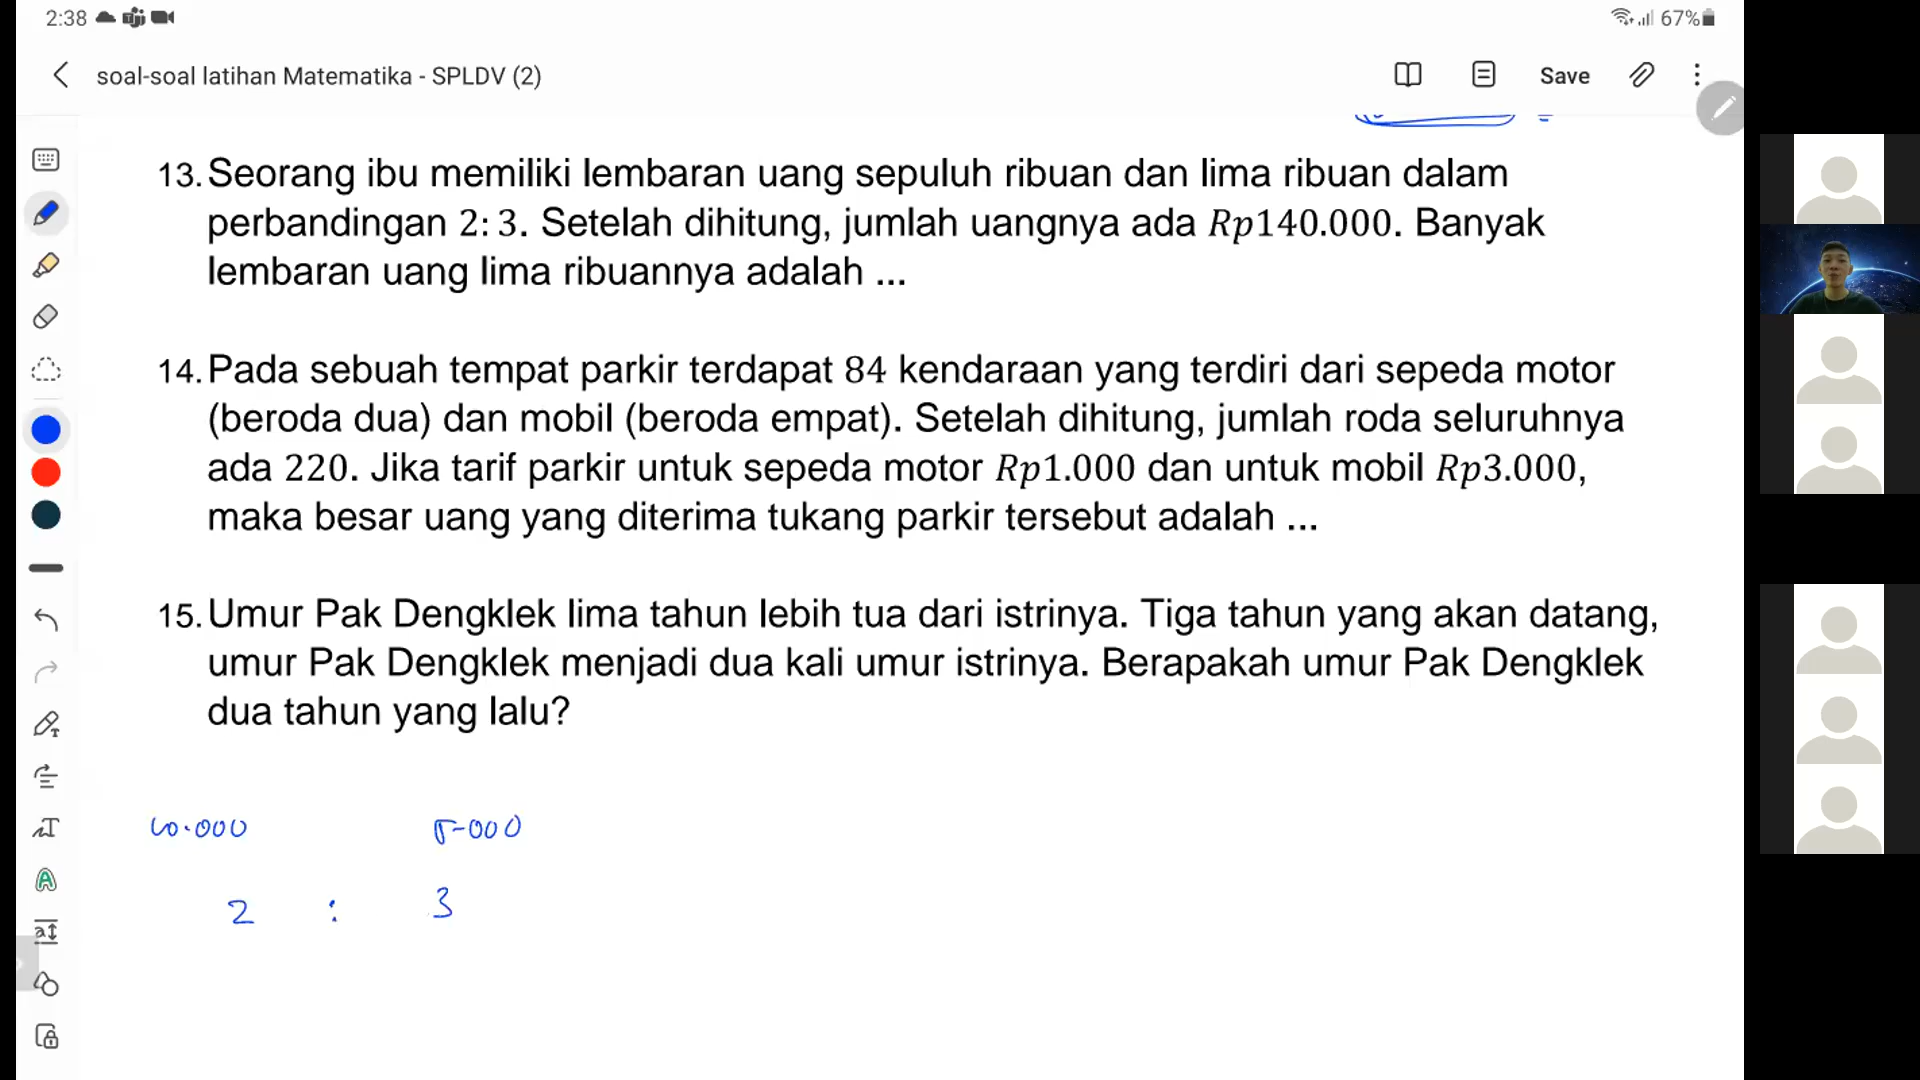 2:38
67%
soal-soal latihan Matematika - SPLDV (2)
Save
13. Seorang ibu memiliki lembaran uang sepuluh ribuan dan lima ribuan dalam
perbandingan 2:3. Setelah dihitung, jumlah uangnya ada Rp140.000. Banyak
lembaran uang lima ribuannya adalah ...
14. Pada sebuah tempat parkir terdapat 84 kendaraan yang terdiri dari sepeda motor
(beroda dua) dan mobil (beroda empat). Setelah dihitung, jumlah roda seluruhnya
ada 220. Jika tarif parkir untuk sepeda motor Rp1.000 dan untuk mobil Rp3.000,
maka besar uang yang diterima tukang parkir tersebut adalah ...
15. Umur Pak Dengklek lima tahun lebih tua dari istrinya. Tiga tahun yang akan datang,
umur Pak Dengklek menjadi dua kali umur istrinya. Berapakah umur Pak Dengklek
dua tahun yang lalu?
10.000 5.000
2 : 3